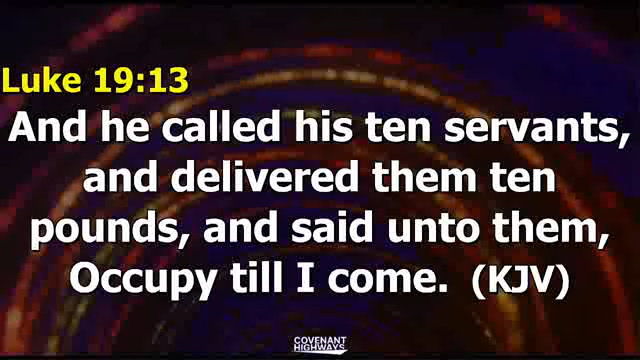 Luke 19:13
And he called his ten servants,
and delivered them ten
pounds, and said unto them,
Occupy till I come. (KJV)
COVENANT
HIGHWAYS